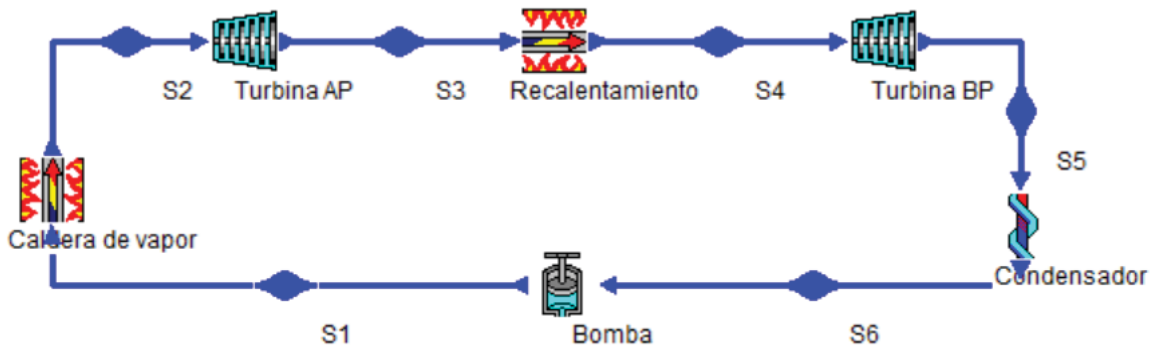 S2
Turbina AP
S3
Recalentamiento
S4
Turbina BP
S5
Caldera de vapor
Condensador
S1
Bomba
S6